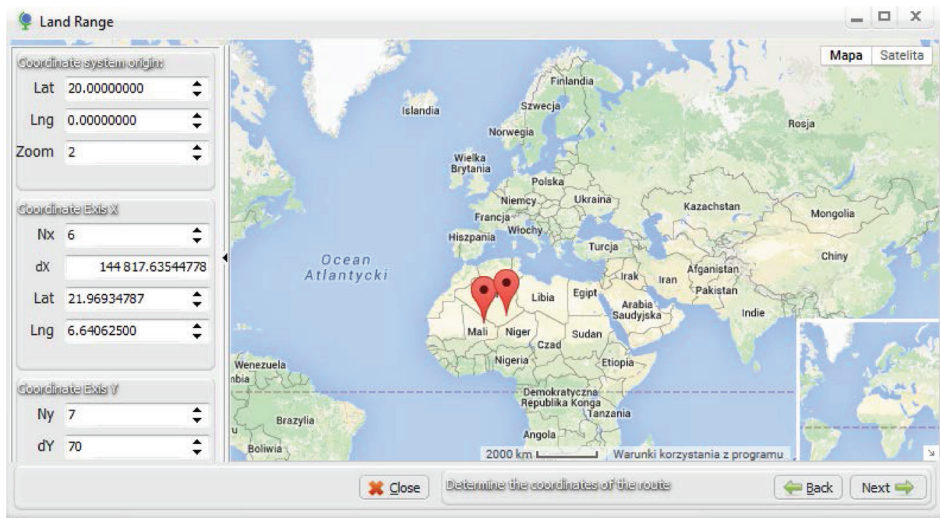 Land Range
Coordinate system origin:
Lat 20.00000000
Lng 0.00000000
Zoom 2
Coordinate Exis X
Nx 6
dX 144 817.63544778
Lat 21.96934787
Lng 6.64062500
Coordinate Exis Y
Ny 7
dY 70
Mapa Satelita
Finlandia
Islandia
Szwecja
Rosja
Norwegia
Wielka
Brytania
Polska
Niemcy
Ukraina
Kazachstan
Mongolia
Francja
Włochy
Hiszpania
Turcja
Chiny
Ocean
Atlantycki
Afganistan
Irak
Iran
Pakistan
Libia
Egipt
Arabia
Saudyjska
Indie
Mali
Niger
Sudan
Czad
Nigeria
Etiopia
Wenezuela
mbia
Demokratyczna
Republika Konga
Tanzania
Brazylia
u
Angola
Boliwia
2000 km
Warunki korzystania z programu
Close
Determine the coordinates of the route
Back
Next